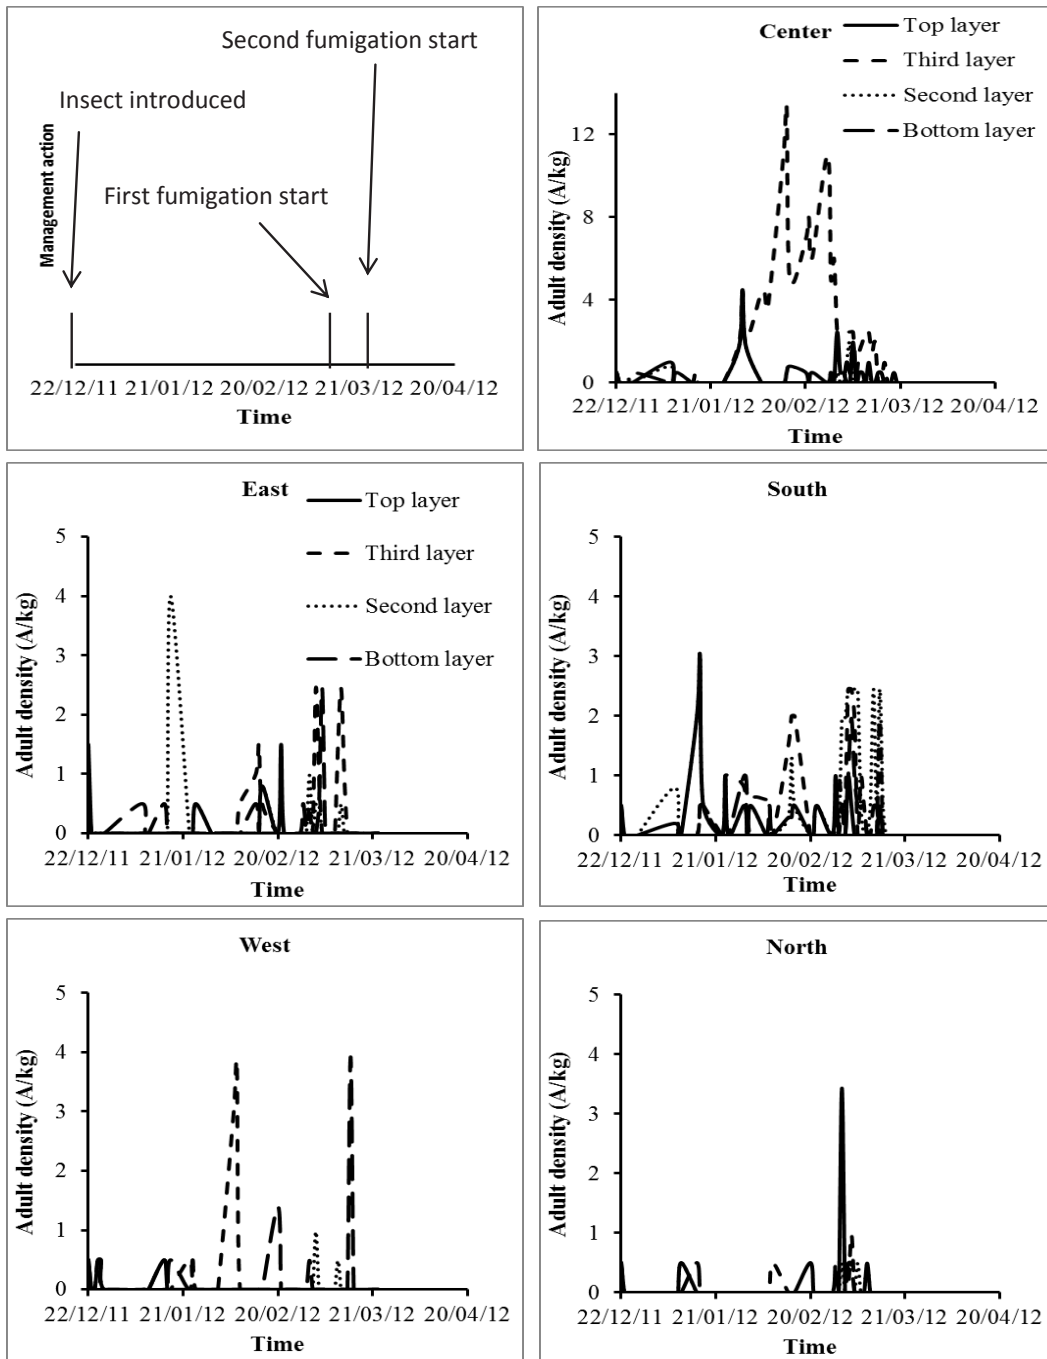 Second fumigation start
Insect introduced
Management action
First fumigation start
22/12/11 21/01/12 20/02/12 21/03/12 20/04/12
Time
Center
Top layer
Third layer
Second layer
Bottom layer
Adult density (A/kg)
12
8
4
0
22/12/11 21/01/12 20/02/12 21/03/12 20/04/12
Time
East
Top layer
Third layer
Second layer
Bottom layer
Adult density (A/kg)
5
4
3
2
1
0
22/12/11 21/01/12 20/02/12 21/03/12 20/04/12
Time
South
Adult density (A/kg)
5
4
3
2
1
0
22/12/11 21/01/12 20/02/12 21/03/12 20/04/12
Time
West
Adult density (A/kg)
5
4
3
2
1
0
22/12/11 21/01/12 20/02/12 21/03/12 20/04/12
Time
North
Adult density (A/kg)
5
4
3
2
1
0
22/12/11 21/01/12 20/02/12 21/03/12 20/04/12
Time